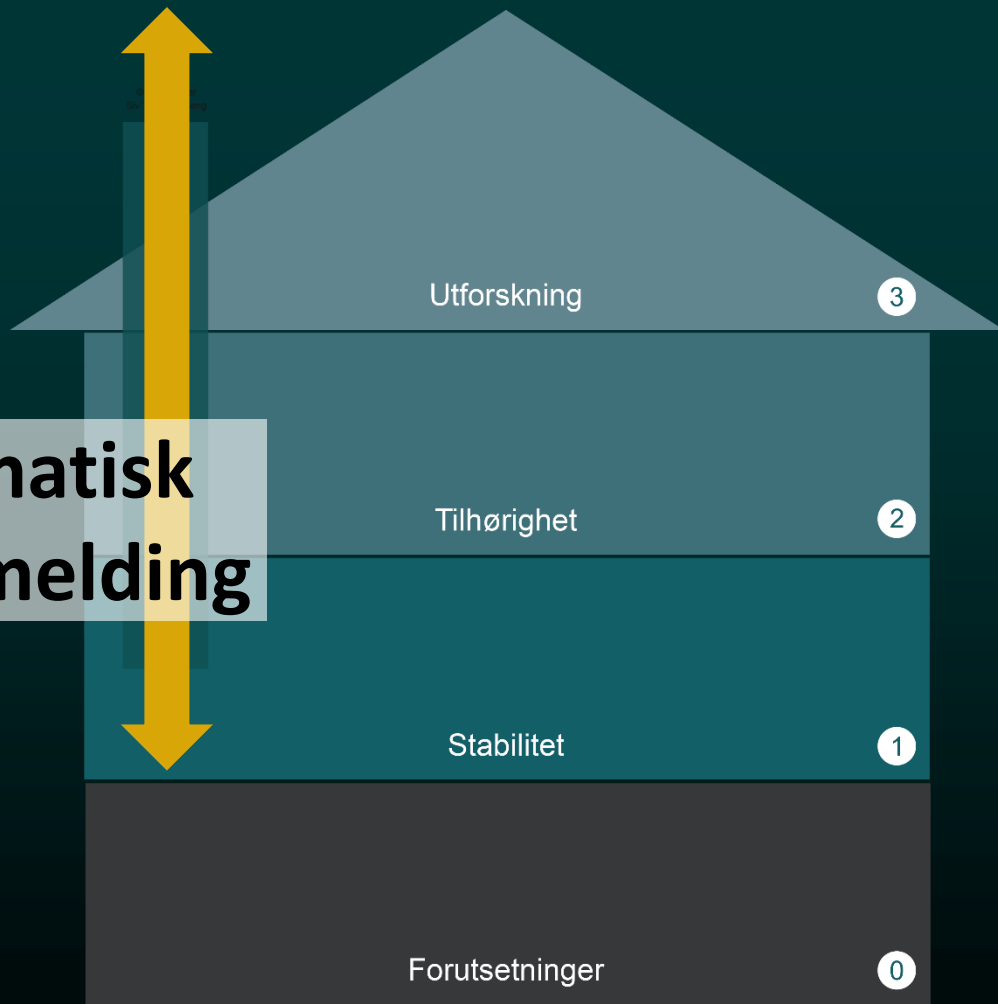 Utforskning
3
matisk
melding
Tilhørighet
2
Stabilitet
1
Forutsetninger
0